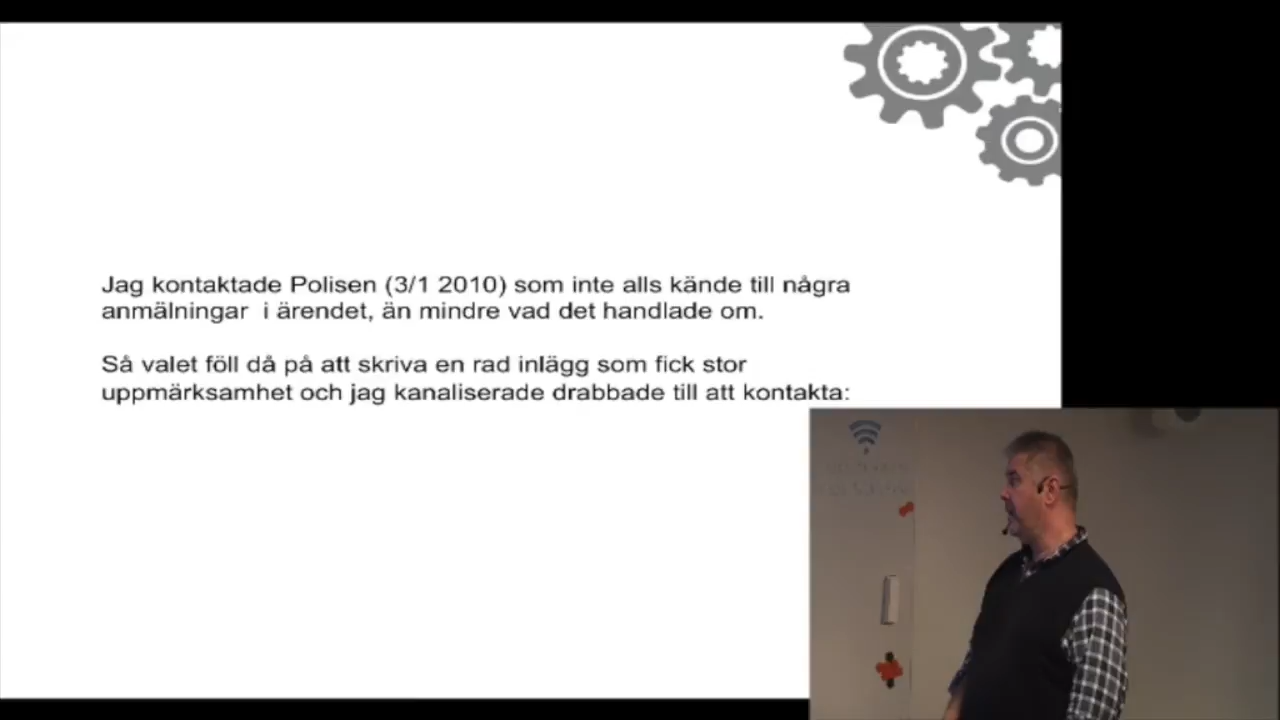 Jag kontaktade Polisen (3/1 2010) som inte alls kände till några
anmälningar  i ärendet, än mindre vad det handlade om.
Så valet föll då på att skriva en rad inlägg som fick stor
uppmärksamhet och jag kanaliserade drabbade till att kontakta: